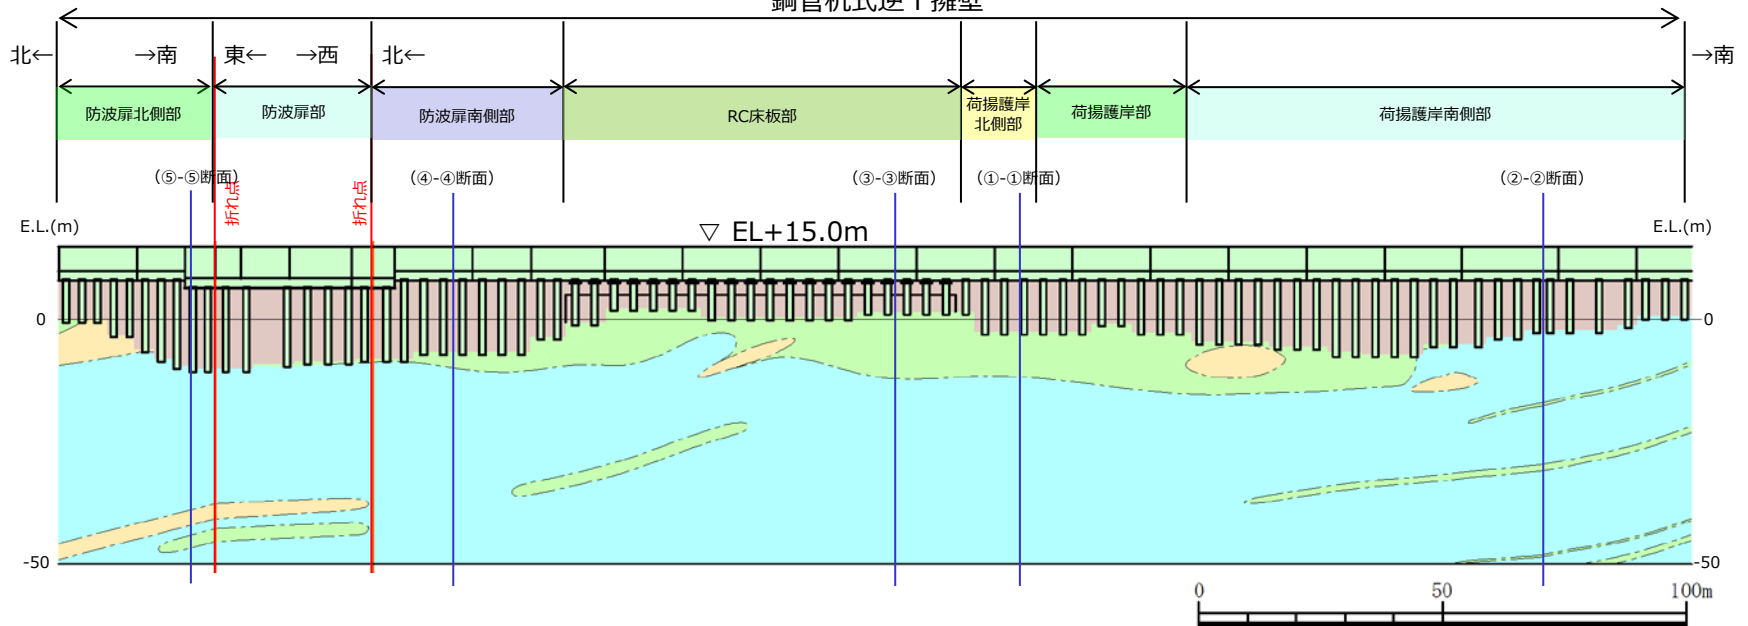 鋼管杭式逆T擁壁
北← →南 東← →西 北← →南
防波扉北側部
防波扉部
防波扉南側部
RC床板部
荷揚護岸
北側部
荷揚護岸部
荷揚護岸南側部
（⑤-⑤断面）
（④-④断面）
（③-③断面）
（①-①断面）
（②-②断面）
折れ点
折れ点
E.L.(m)
E.L.(m)
▽ EL+15.0m
0
0
-50
-50
0 50 100m